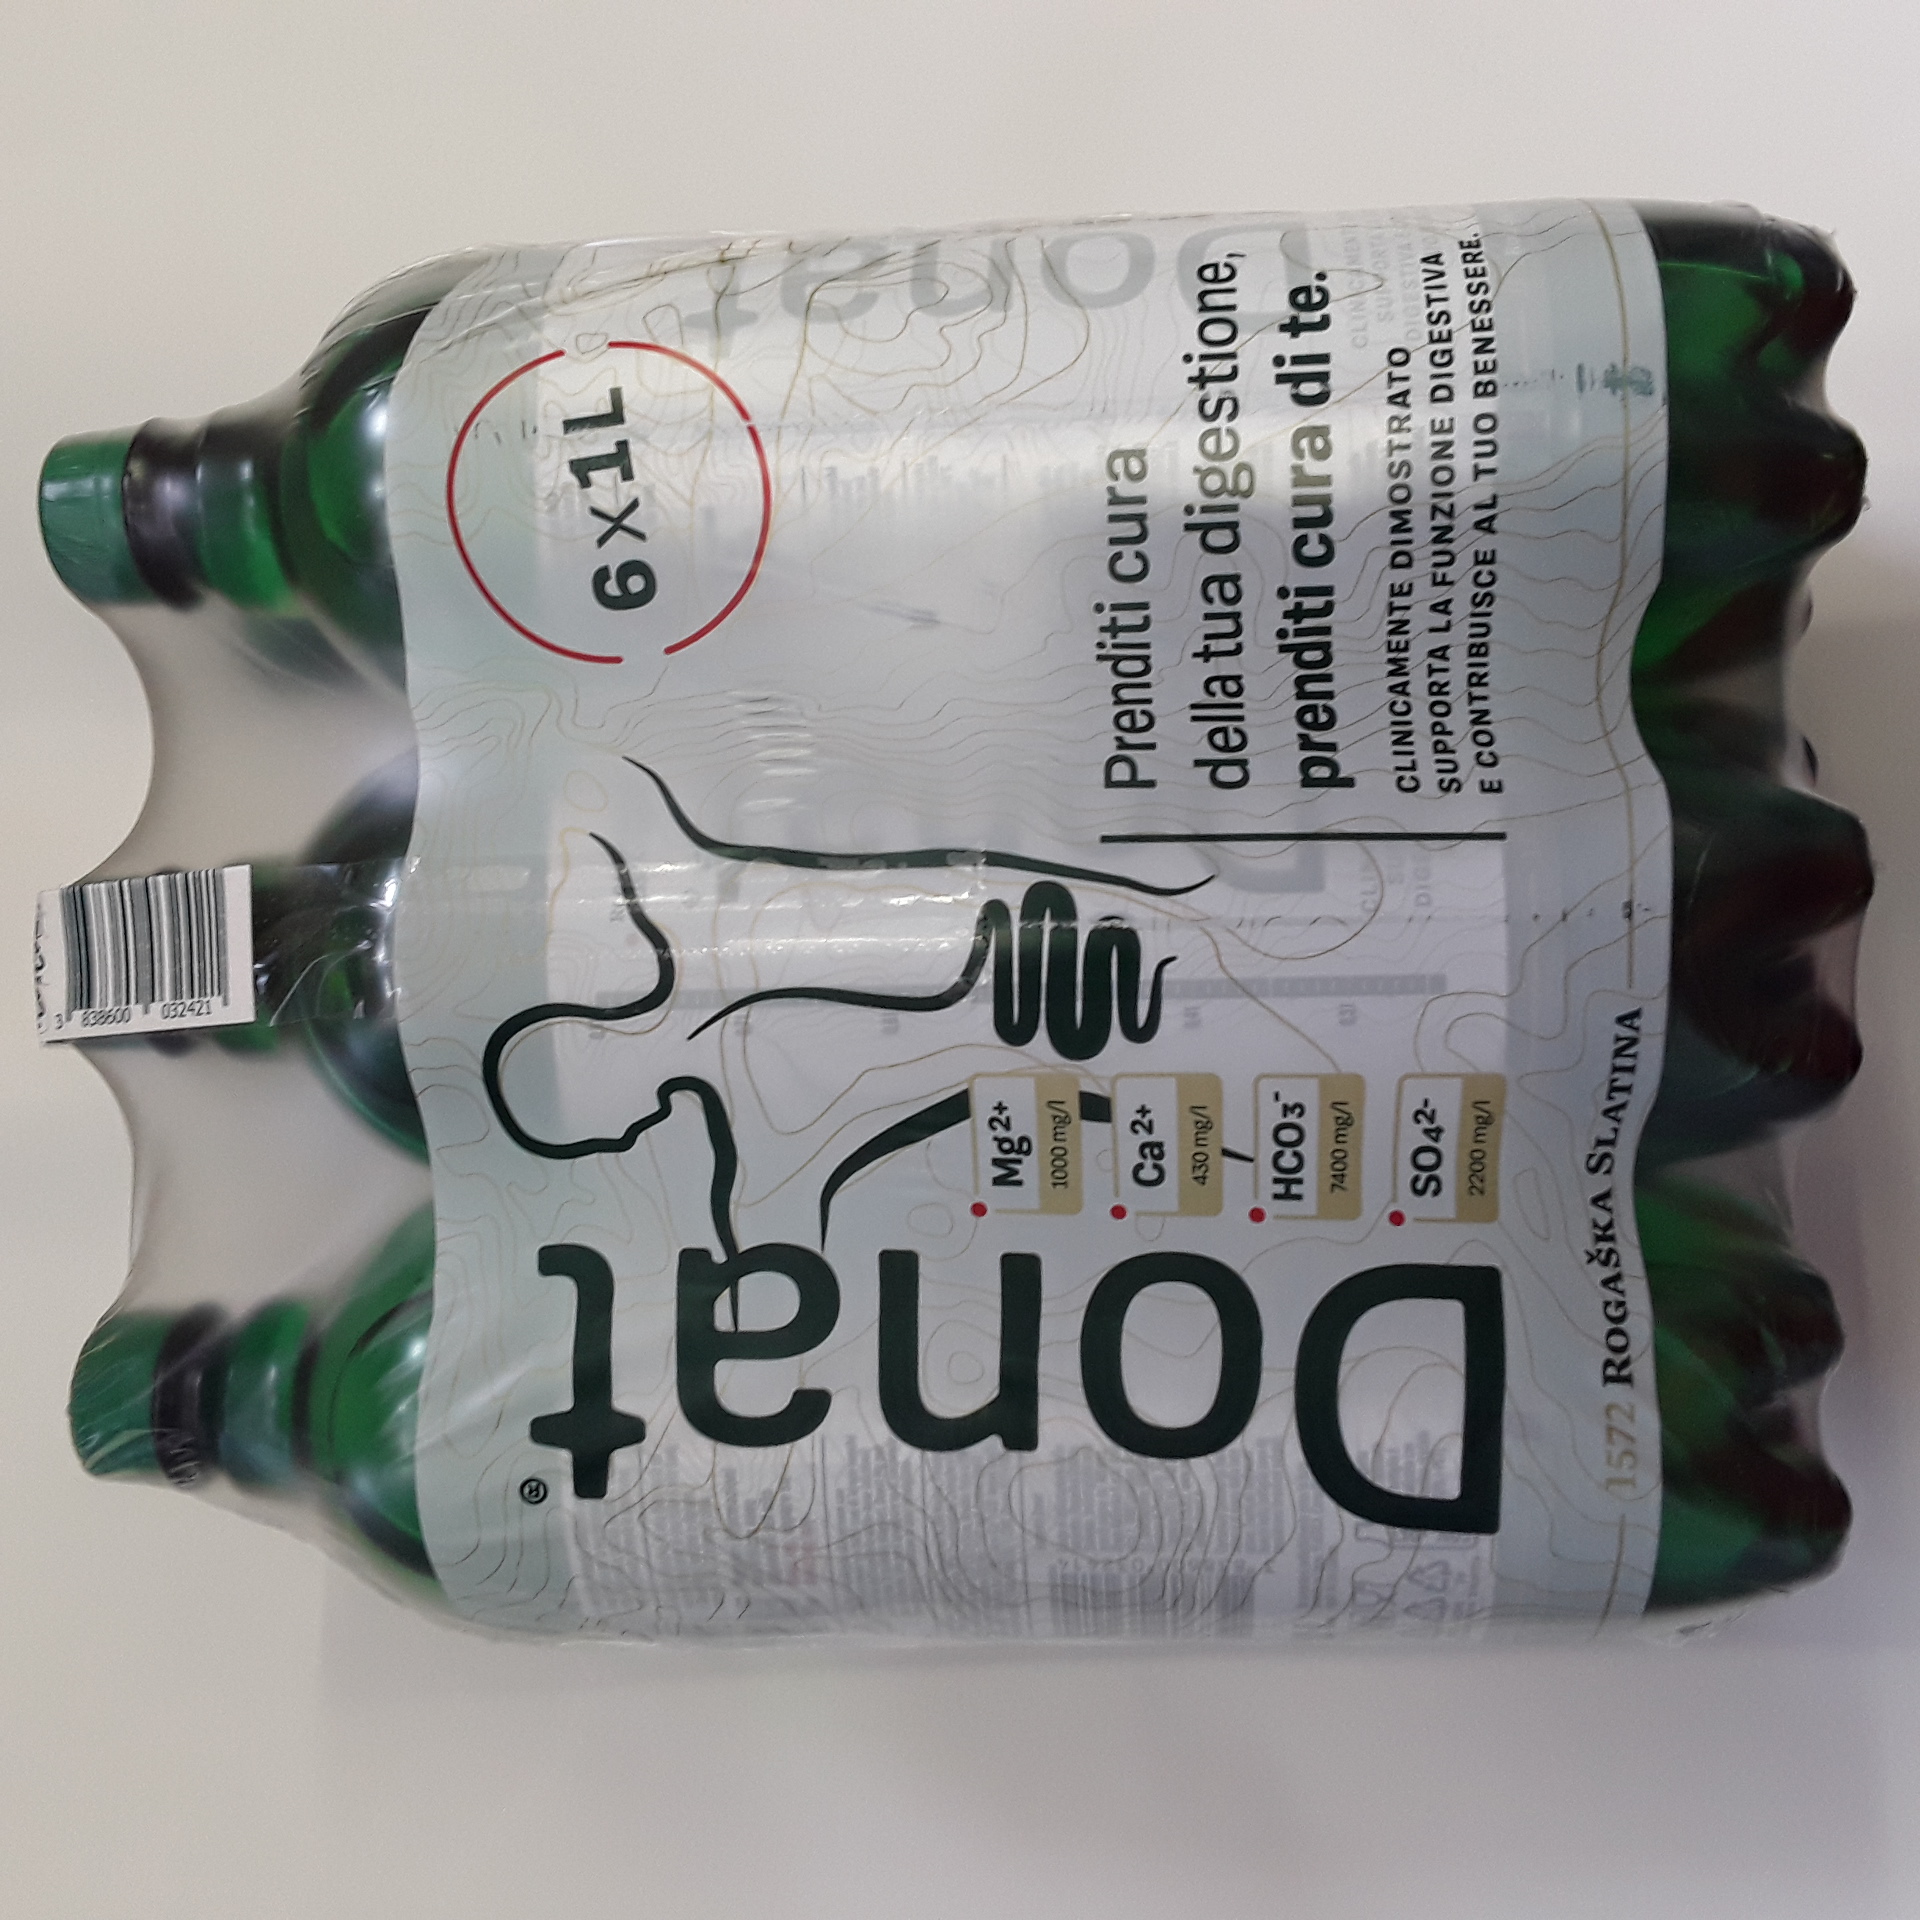 3 838600 032421
6 x 1L
Donat®
Mg2+
1000 mg/l
Ca2+
430 mg/l
HCO3-
7400 mg/l
SO42-
2200 mg/l
Prenditi cura
della tua digestione,
prenditi cura di te.
CLINICAMENTE DIMOSTRATO
SUPPORTA LA FUNZIONE DIGESTIVA
E CONTRIBUISCE AL TUO BENESSERE.
1572 ROGAŠKA SLATINA
Donat